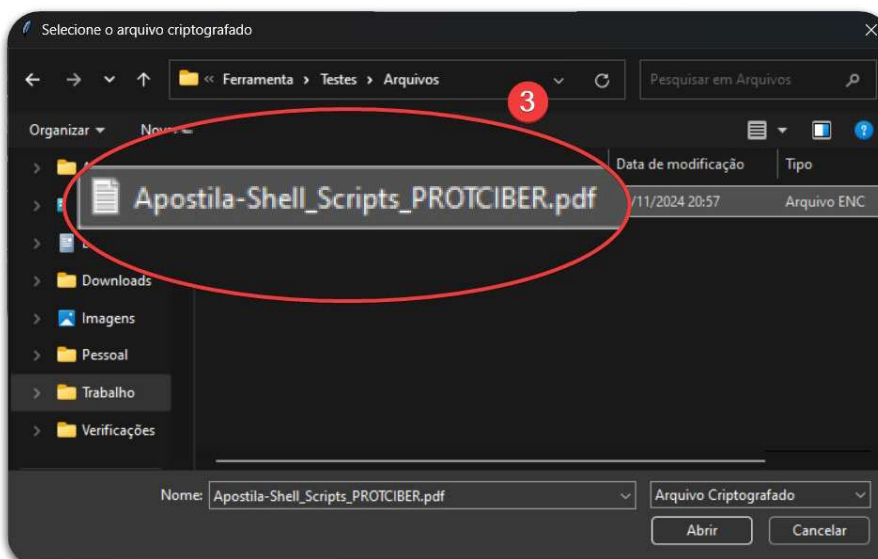 Selecione o arquivo criptografado
« Ferramenta › Testes › Arquivos
Pesquisar em Arquivos
3
Organizar
Data de modificação
Tipo
Apostila-Shell_Scripts_PROTCIBER.pdf
/11/2024 20:57
Arquivo ENC
Downloads
Imagens
Pessoal
Trabalho
Verificações
Nome: Apostila-Shell_Scripts_PROTCIBER.pdf
Arquivo Criptografado
Abrir
Cancelar